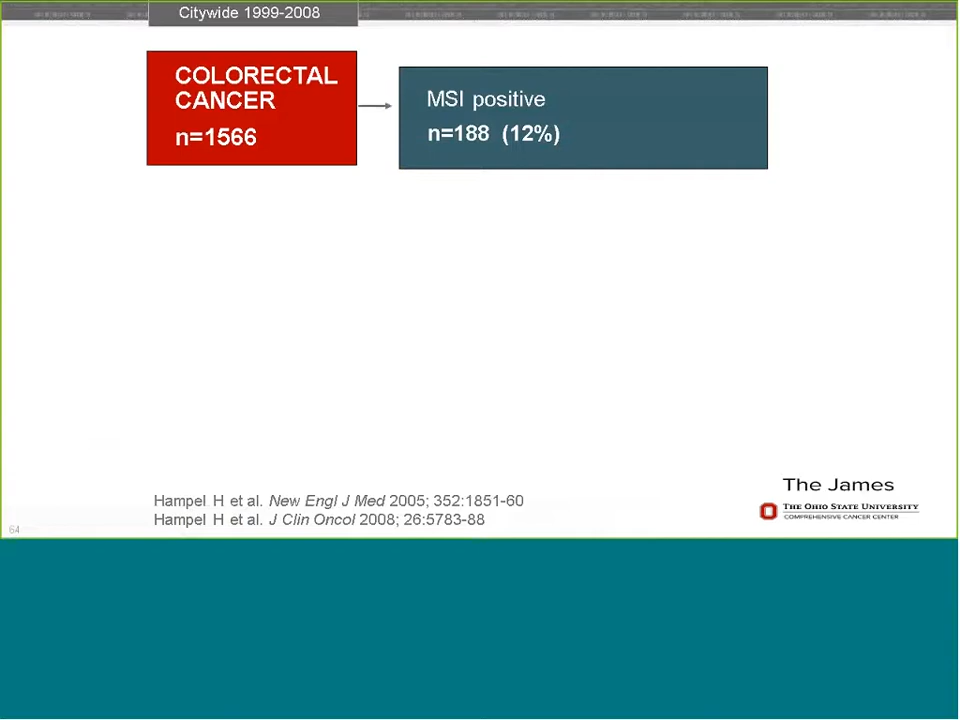 Citywide 1999-2008
COLORECTAL
CANCER
n=1566
MSI positive
n=188 (12%)
Hampel H et al. New Engl J Med 2005; 352:1851-60
Hampel H et al. J Clin Oncol 2008; 26:5783-88
The James
THE OHIO STATE UNIVERSITY
COMPREHENSIVE CANCER CENTER
64